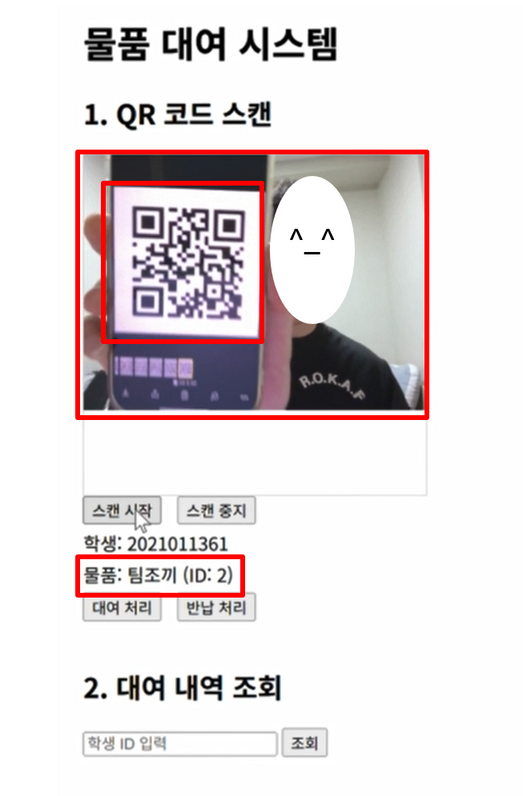 물품 대여 시스템
1. QR 코드 스캔
^_^
R.O.K.A.F
스캔 시작 스캔 중지
학생: 2021011361
물품: 팀조끼 (ID: 2)
대여 처리 반납 처리
2. 대여 내역 조회
학생 ID 입력 조회